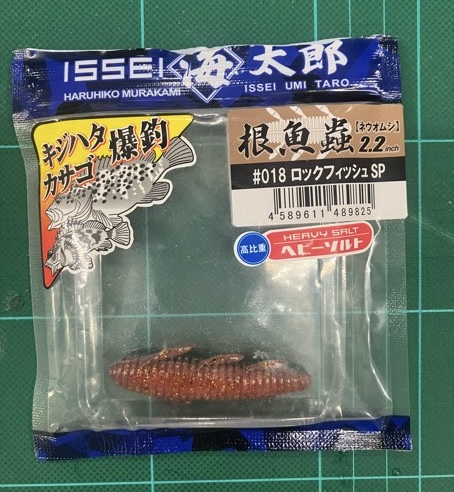 ISSEI 海太郎
HARUHIKO MURAKAMI
ISSEI UMI TARO
キジハタ
カサゴ
爆釣
根魚蟲
【ネウオムシ】
2.2inch
#018 ロックフィッシュSP
4 589611 489825
高比重
HEAVY SALT
ヘビーソルト